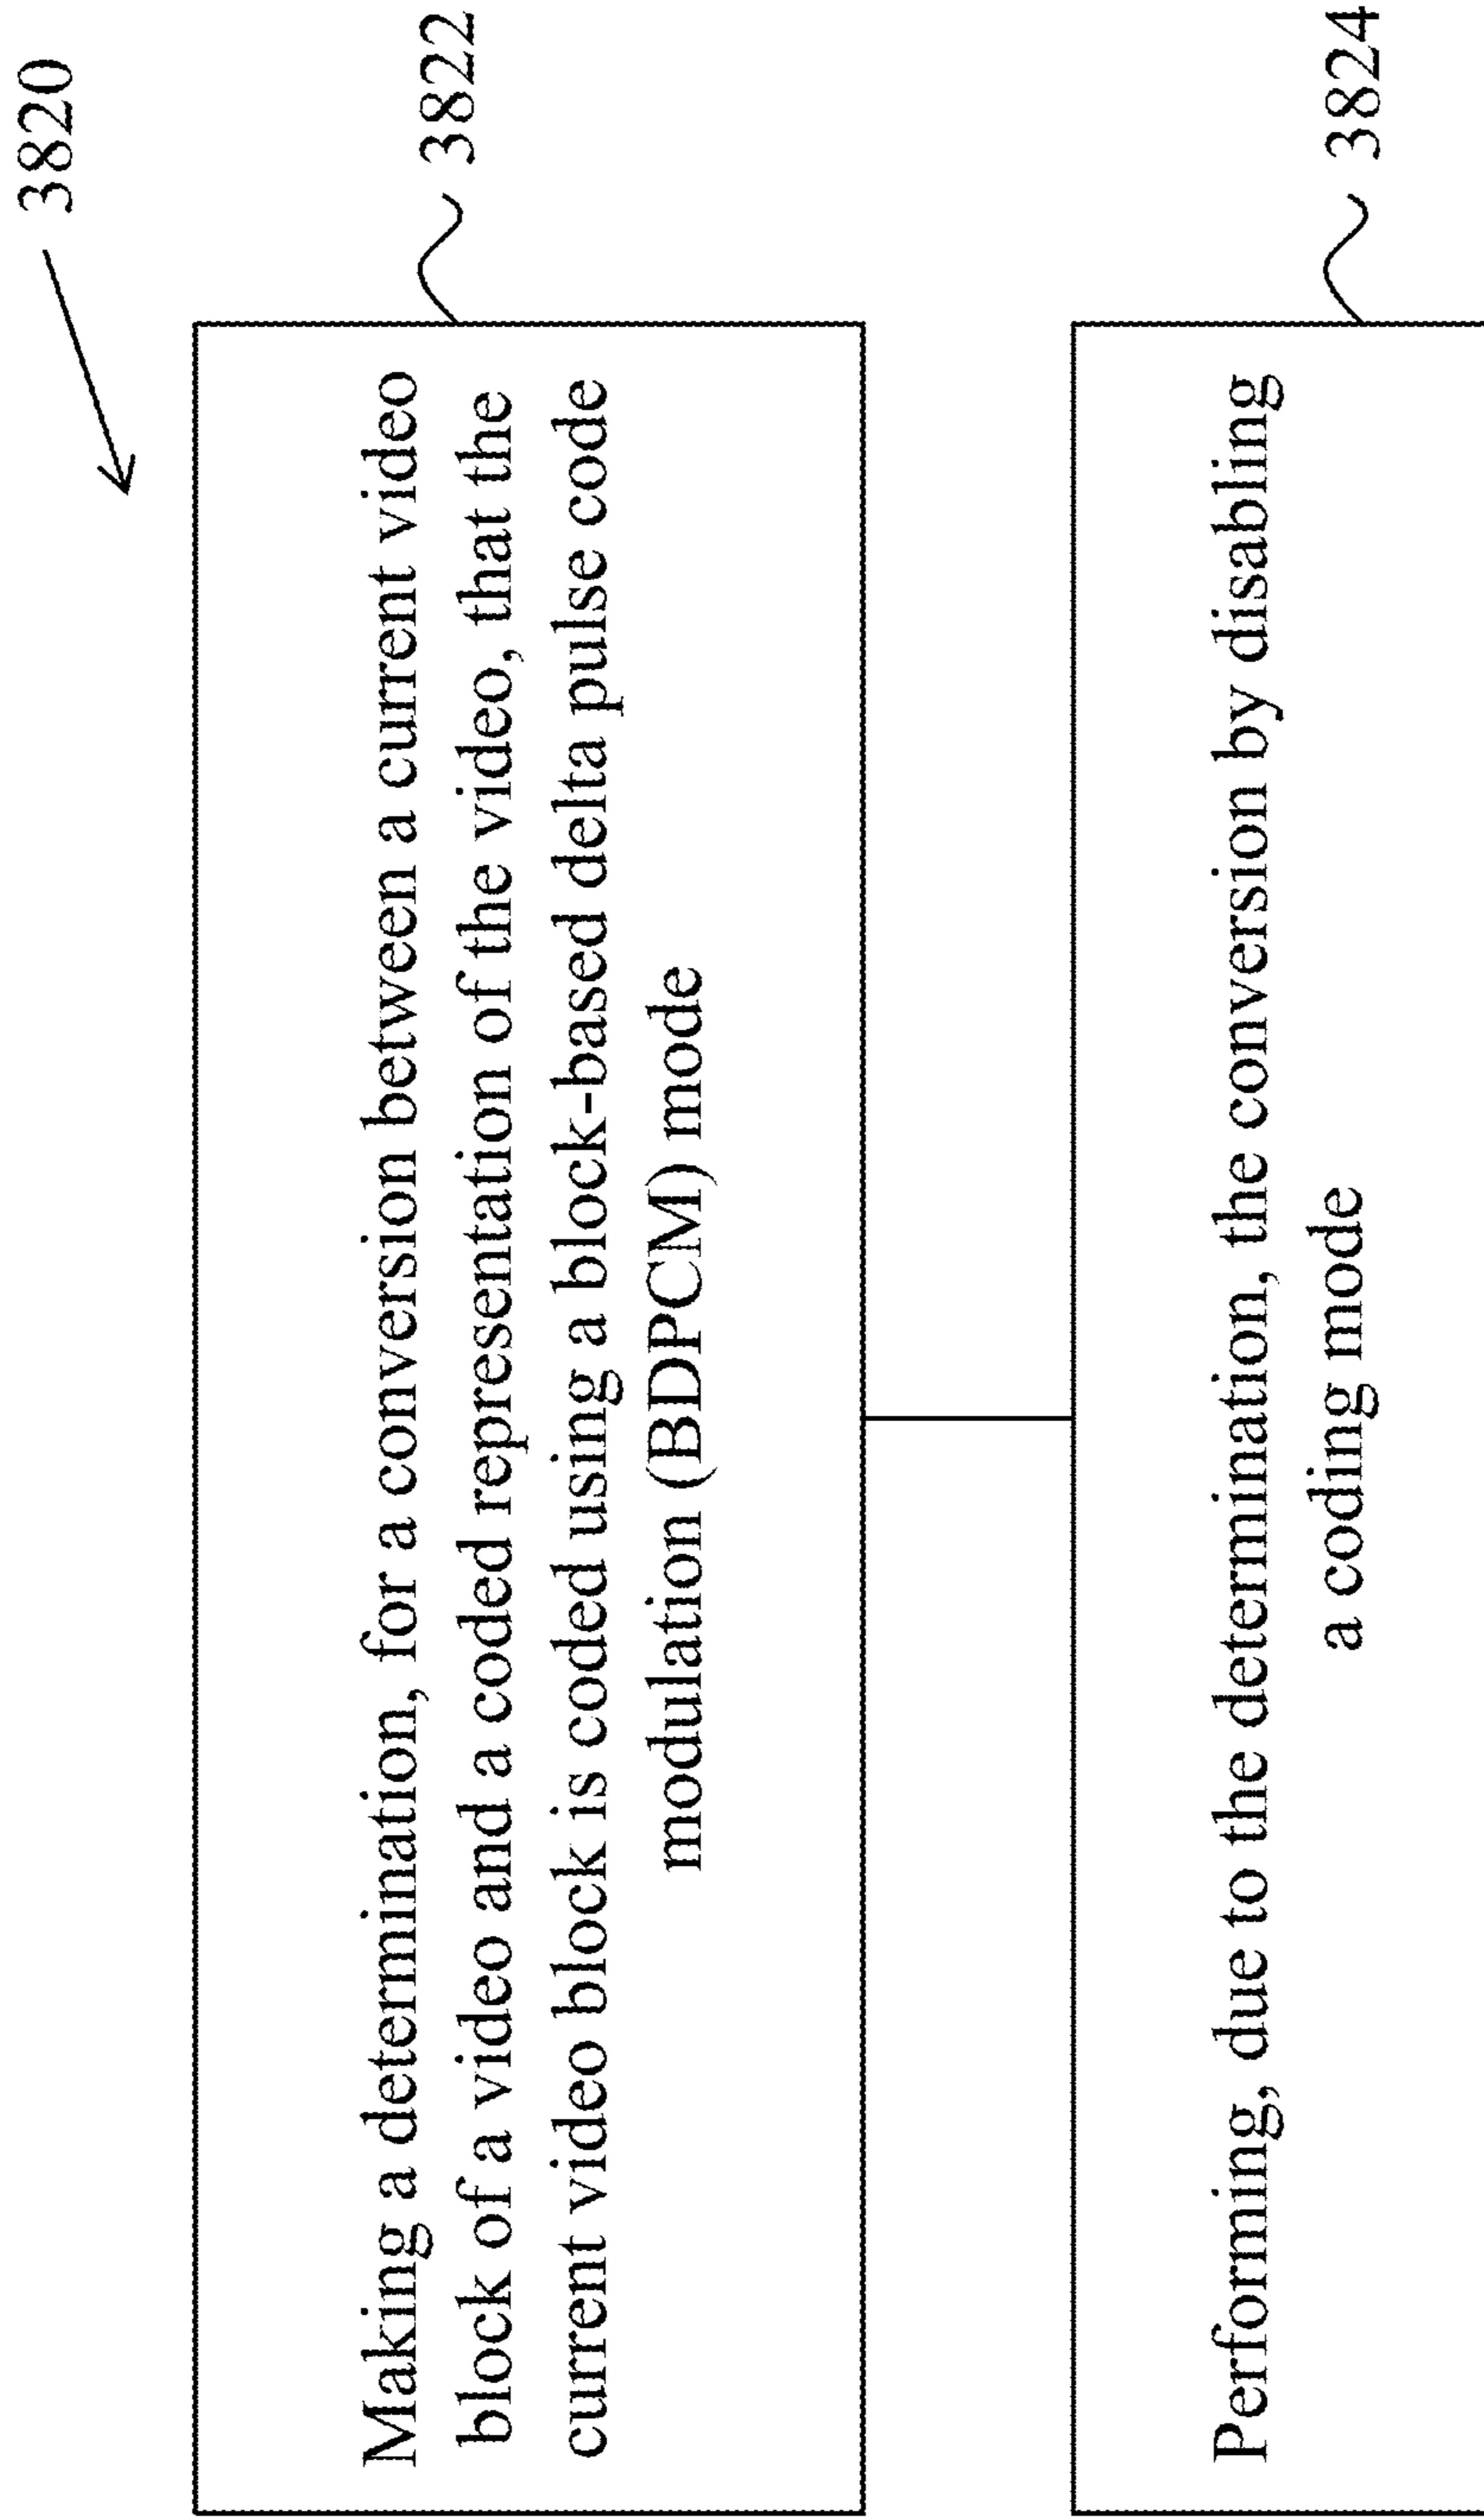 3820
Making a determination, for a conversion between a current video
block of a video and a coded representation of the video, that the
current video block is coded using a block-based delta pulse code
modulation (BDPCM) mode
3822
Performing, due to the determination, the conversion by disabling
a coding mode
3824